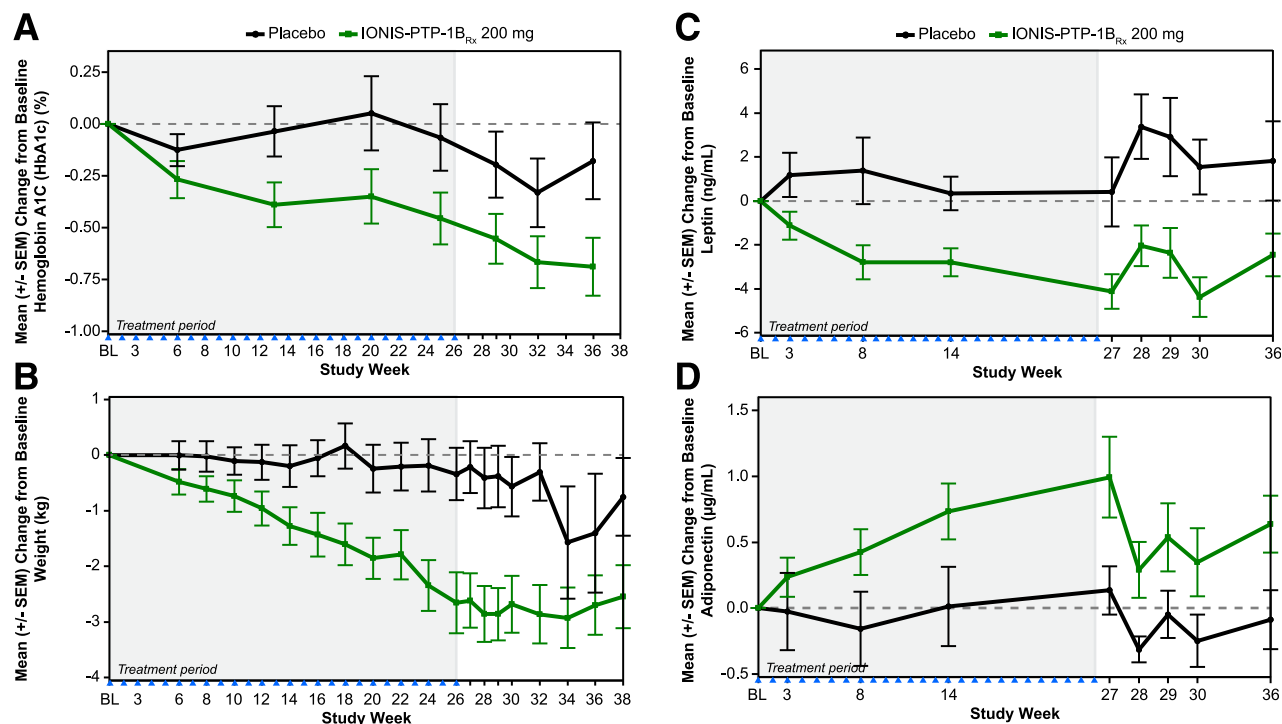 A
Placebo IONIS-PTP-1BRx 200 mg
Mean (+/- SEM) Change from Baseline
Hemoglobin A1C (HbA1c) (%)
0.25
0.00
-0.25
-0.50
-0.75
-1.00
Treatment period
BL 3 6 8 10 12 14 16 18 20 22 24 26 28 30 32 34 36 38
Study Week
B
Mean (+/- SEM) Change from Baseline
Weight (kg)
1
0
-1
-2
-3
-4
Treatment period
BL 3 6 8 10 12 14 16 18 20 22 24 26 28 30 32 34 36 38
Study Week
C
Placebo IONIS-PTP-1BRx 200 mg
Mean (+/- SEM) Change from Baseline
Leptin (ng/mL)
6
4
2
0
-2
-4
-6
Treatment period
BL 3 8 14 27 28 29 30 36
Study Week
D
Mean (+/- SEM) Change from Baseline
Adiponectin (µg/mL)
1.5
1.0
0.5
0.0
-0.5
Treatment period
BL 3 8 14 27 28 29 30 36
Study Week